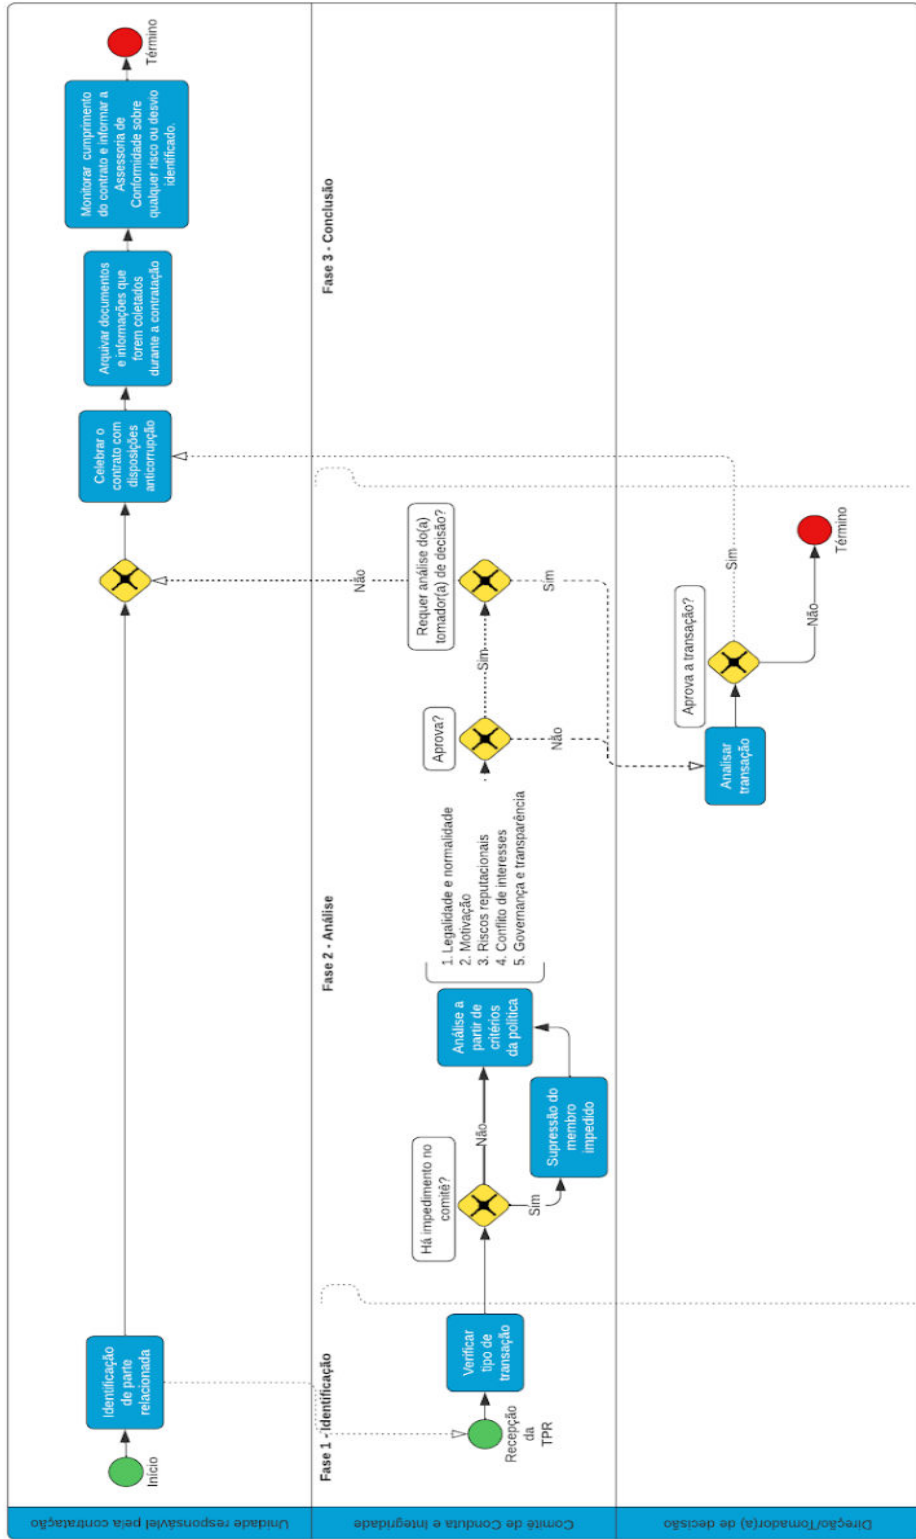 Unidade responsável pela contratação
Início
Identificação
de parte
relacionada
Celebrar o
contrato com
disposições
anticorrupção
Arquivar documentos
e informações que
forem coletados
durante a contratação
Monitorar cumprimento
do contrato e informar a
Assessoria de
Conformidade sobre
qualquer risco ou desvio
identificado.
Término
Comitê de Conduta e Integridade
Fase 1 - Identificação
Fase 2 - Análise
Fase 3 - Conclusão
Recepção
da
TPR
Verificar
tipo de
transação
Há impedimento no
comitê?
Não
Sim
Supressão do
membro
impedido
Análise a
partir de
critérios
da política
1. Legalidade e normalidade
2. Motivação
3. Riscos reputacionais
4. Conflito de interesses
5. Governança e transparência
Aprova?
Sim
Não
Requer análise do(a)
tomador(a) de decisão?
Não
Sim
Direção/Tomador(a) de decisão
Analisar
transação
Aprova a transação?
Sim
Não
Término